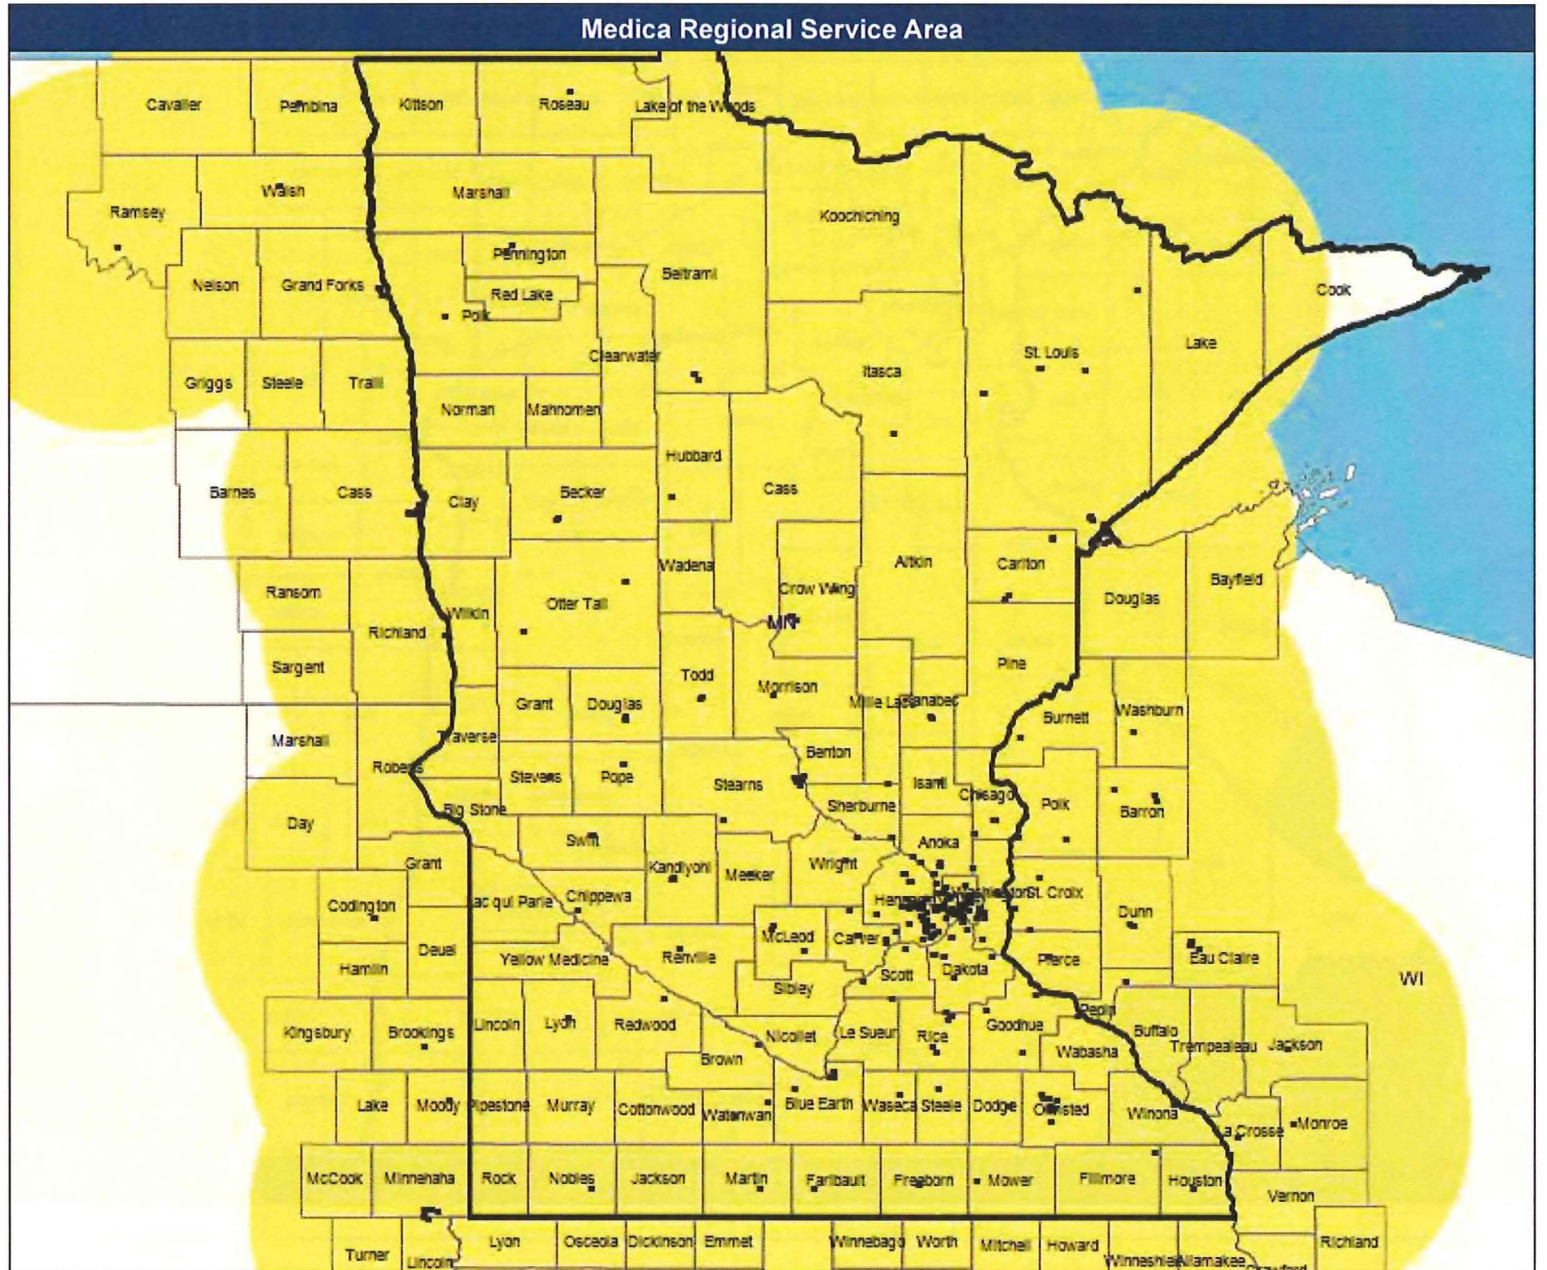 Medica Regional Service Area
Cavalier
Pembina
Kittson
Roseau
Lake of the Woods
Ramsey
Walsh
Marshall
Koochiching
Pennington
Beltrami
Nelson
Grand Forks
Red Lake
Polk
Cook
Clearwater
St. Louis
Lake
Itasca
Griggs
Steele
Traill
Norman
Mahnomen
Hubbard
Cass
Barnes
Cass
Clay
Becker
Wadena
Aitkin
Carlton
Crow Wing
Ransom
Wilkin
Otter Tail
Douglas
Bayfield
Richland
MN
Sargent
Todd
Morrison
Pine
Grant
Douglas
Mille Lacs
Kanabec
Burnett
Washburn
Marshall
Traverse
Roberts
Stevens
Pope
Benton
Stearns
Isanti
Chisago
Sherburne
Polk
Barron
Big Stone
Day
Swift
Anoka
Grant
Kandiyohi
Meeker
Wright
Codington
Lac qui Parle
Chippewa
Washington
St. Croix
Dunn
McLeod
Carver
Deuel
Hamlin
Yellow Medicine
Renville
Scott
Dakota
Pierce
Eau Claire
WI
Sibley
Pepin
Kingsbury
Brookings
Lincoln
Lyon
Redwood
Nicollet
Le Sueur
Rice
Goodhue
Buffalo
Trempealeau
Jackson
Brown
Wabasha
Lake
Moody
Pipestone
Murray
Cottonwood
Watonwan
Blue Earth
Waseca
Steele
Dodge
Olmsted
Winona
La Crosse
Monroe
McCook
Minnehaha
Rock
Nobles
Jackson
Martin
Faribault
Freeborn
Mower
Fillmore
Houston
Vernon
Turner
Lincoln
Lyon
Osceola
Dickinson
Emmet
Winnebago
Worth
Mitchell
Howard
Winneshiek
Allamakee
Crawford
Richland